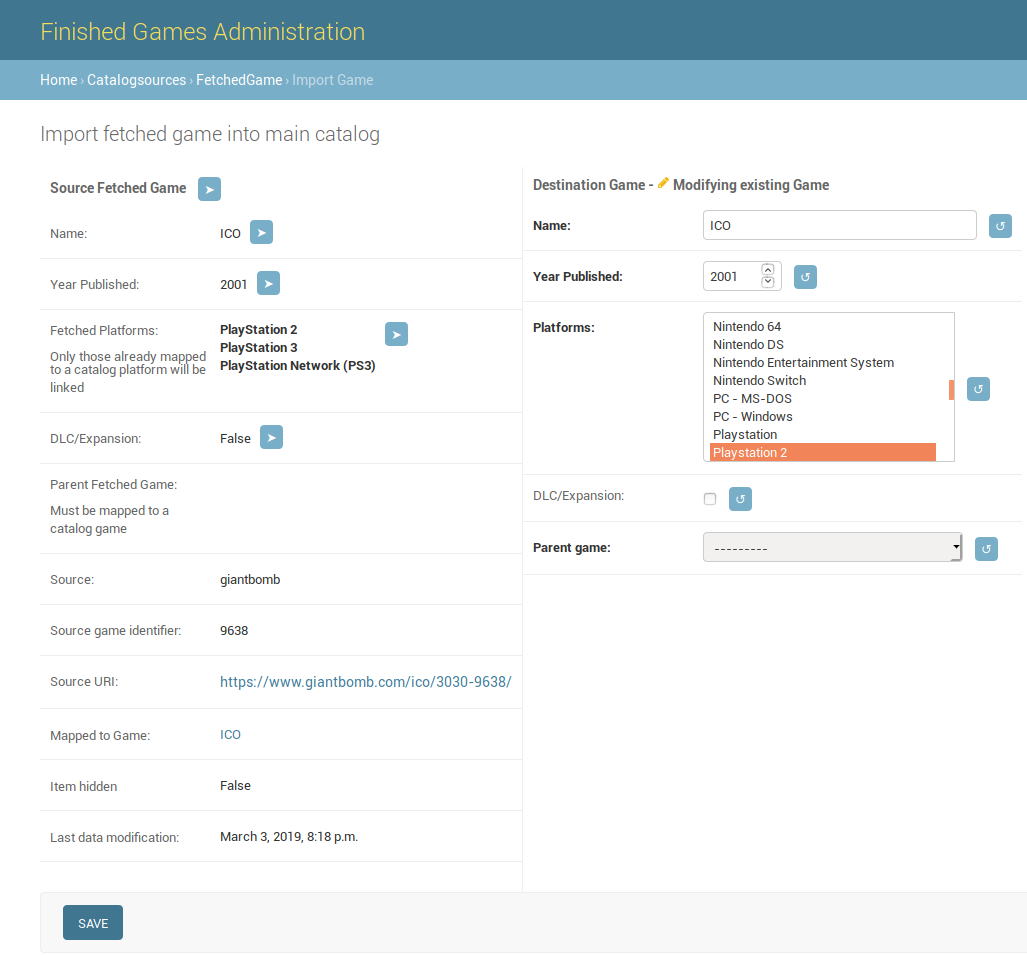 Finished Games Administration
Home › Catalogsources › FetchedGame › Import Game
Import fetched game into main catalog
Source Fetched Game
Name: ICO
Year Published: 2001
Fetched Platforms:
Only those already mapped
to a catalog platform will be
linked
PlayStation 2
PlayStation 3
PlayStation Network (PS3)
DLC/Expansion: False
Parent Fetched Game:
Must be mapped to a
catalog game
Source: giantbomb
Source game identifier: 9638
Source URI: https://www.giantbomb.com/ico/3030-9638/
Mapped to Game: ICO
Item hidden False
Last data modification: March 3, 2019, 8:18 p.m.
Destination Game - Modifying existing Game
Name: ICO
Year Published: 2001
Platforms:
Nintendo 64
Nintendo DS
Nintendo Entertainment System
Nintendo Switch
PC - MS-DOS
PC - Windows
Playstation
Playstation 2
DLC/Expansion:
Parent game: ---------
SAVE